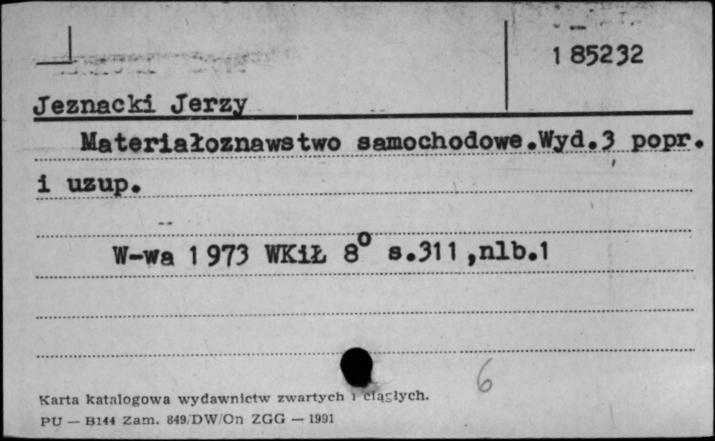 1 85232
Jeznacki Jerzy
Materiałoznawstwo samochodowe.Wyd.3 popr.
i uzup.
W-wa 1973 WKiŁ 8° s.311,nlb.1
6
Karta katalogowa wydawnictw zwartych i ciągłych.
PU — B144 Zam. 849/DW/On ZGG — 1991